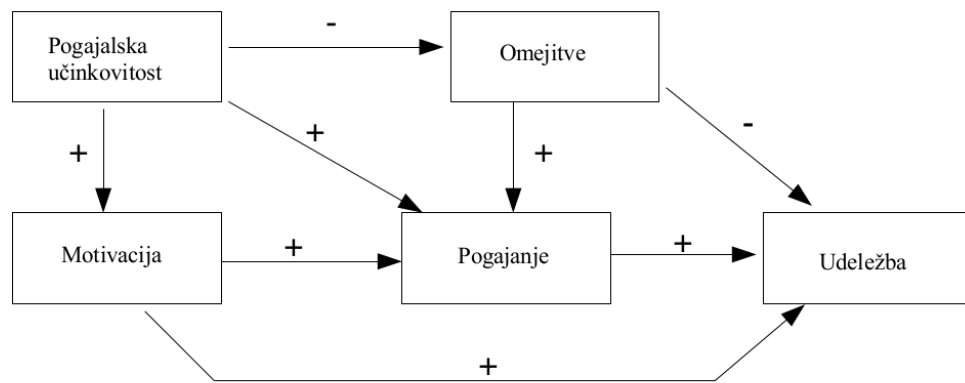 Pogajalska
učinkovitost
-
Omejitve
+
+
+
-
Motivacija
+
Pogajanje
+
Udeležba
+